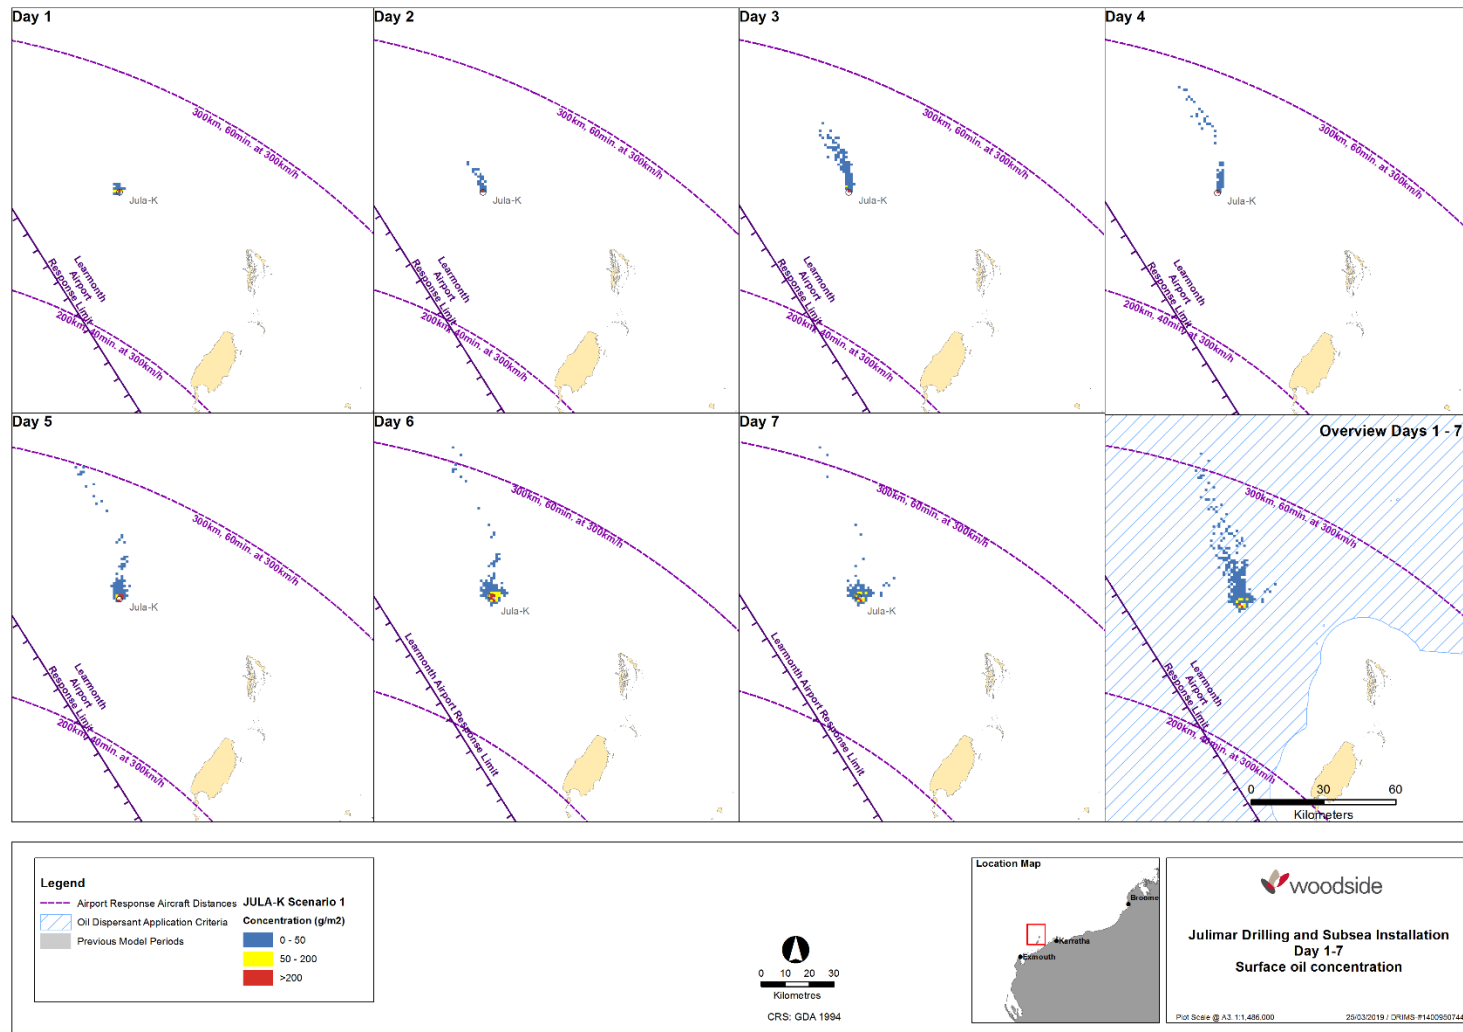 Day 1
300km, 60min. at 300km/h
Jula-K
Learmonth
Airport
Response Limit
200km, 40min. at 300km/h
Day 2
300km, 60min. at 300km/h
Jula-K
Learmonth
Airport
Response Limit
200km, 40min. at 300km/h
Day 3
300km, 60min. at 300km/h
Jula-K
Learmonth
Airport
Response Limit
200km, 40min. at 300km/h
Day 4
300km, 60min. at 300km/h
Jula-K
Learmonth
Airport
Response Limit
200km, 40min. at 300km/h
Day 5
300km, 60min. at 300km/h
Jula-K
Learmonth
Airport
Response Limit
200km, 40min. at 300km/h
Day 6
300km, 60min. at 300km/h
Jula-K
Learmonth Airport Response Limit
Day 7
300km, 60min. at 300km/h
Jula-K
Learmonth Airport Response Limit
Overview Days 1 - 7
300km, 60min. at 300km/h
Learmonth
Airport
Response Limit
200km, 40min. at 300km/h
0 30 60
Kilometers
Legend
Airport Response Aircraft Distances
Oil Dispersant Application Criteria
Previous Model Periods
JULA-K Scenario 1
Concentration (g/m2)
0 - 50
50 - 200
>200
0 10 20 30
Kilometres
CRS: GDA 1994
Location Map
Broome
Karratha
Exmouth
woodside
Julimar Drilling and Subsea Installation
Day 1-7
Surface oil concentration
Plot Scale @ A3 1:1,486,000
25/03/2019 / DRIMS-#1400950744